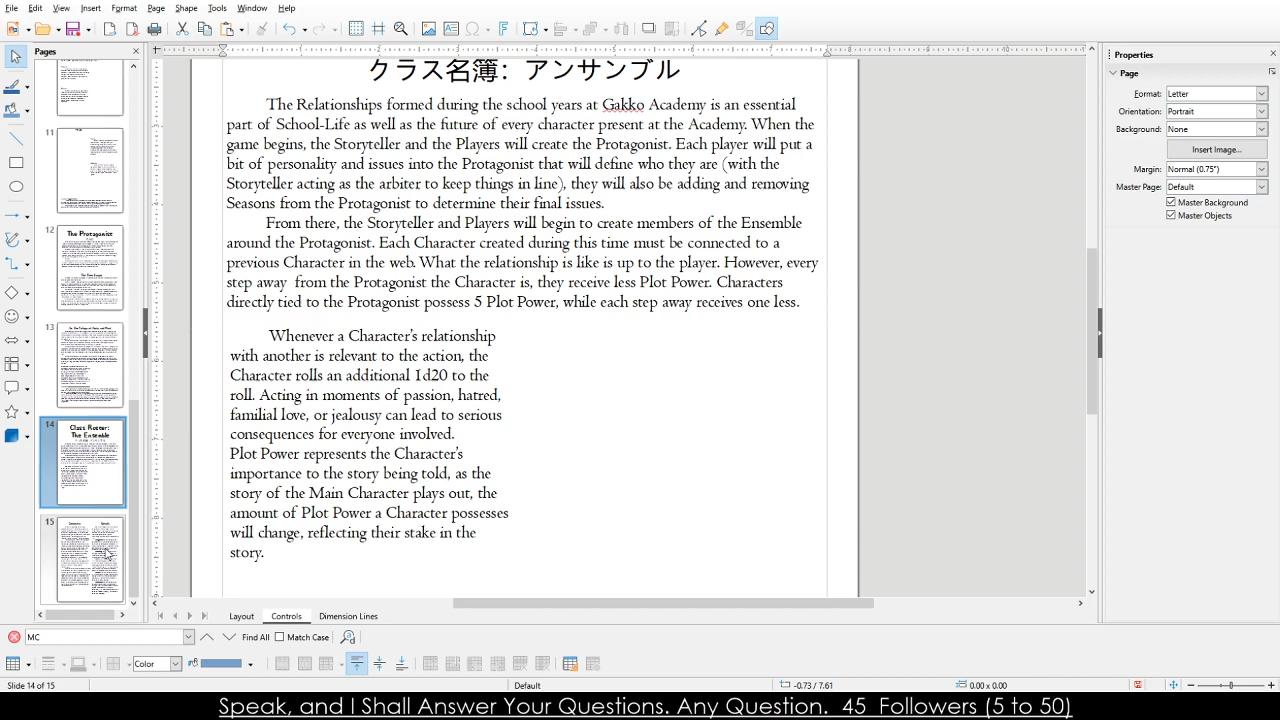 File Edit View Insert Format Page Shape Tools Window Help
Pages
11
12
The Protagonist
13
14
Class Roster:
The Ensemble
15
クラス名簿：アンサンブル
The Relationships formed during the school years at Gakko Academy is an essential
part of School-Life as well as the future of every character present at the Academy. When the
game begins, the Storyteller and the Players will create the Protagonist. Each player will put a
bit of personality and issues into the Protagonist that will define who they are (with the
Storyteller acting as the arbiter to keep things in line), they will also be adding and removing
Seasons from the Protagonist to determine their final issues.
From there, the Storyteller and Players will begin to create members of the Ensemble
around the Protagonist. Each Character created during this time must be connected to a
previous Character in the web. What the relationship is like is up to the player. However, every
step away from the Protagonist the Character is, they receive less Plot Power. Characters
directly tied to the Protagonist possess 5 Plot Power, while each step away receives one less.
Whenever a Character's relationship
with another is relevant to the action, the
Character rolls an additional 1d20 to the
roll. Acting in moments of passion, hatred,
familial love, or jealousy can lead to serious
consequences for everyone involved.
Plot Power represents the Character's
importance to the story being told, as the
story of the Main Character plays out, the
amount of Plot Power a Character possesses
will change, reflecting their stake in the
story.
Properties
Page
Format: Letter
Orientation: Portrait
Background: None
Insert Image...
Margin: Normal (0.75")
Master Page: Default
Master Background
Master Objects
Layout Controls Dimension Lines
MC Find All Match Case
Color
Slide 14 of 15 Default -0.73 / 7.61 0.00 x 0.00
Speak, and I Shall Answer Your Questions. Any Question. 45 Followers (5 to 50)